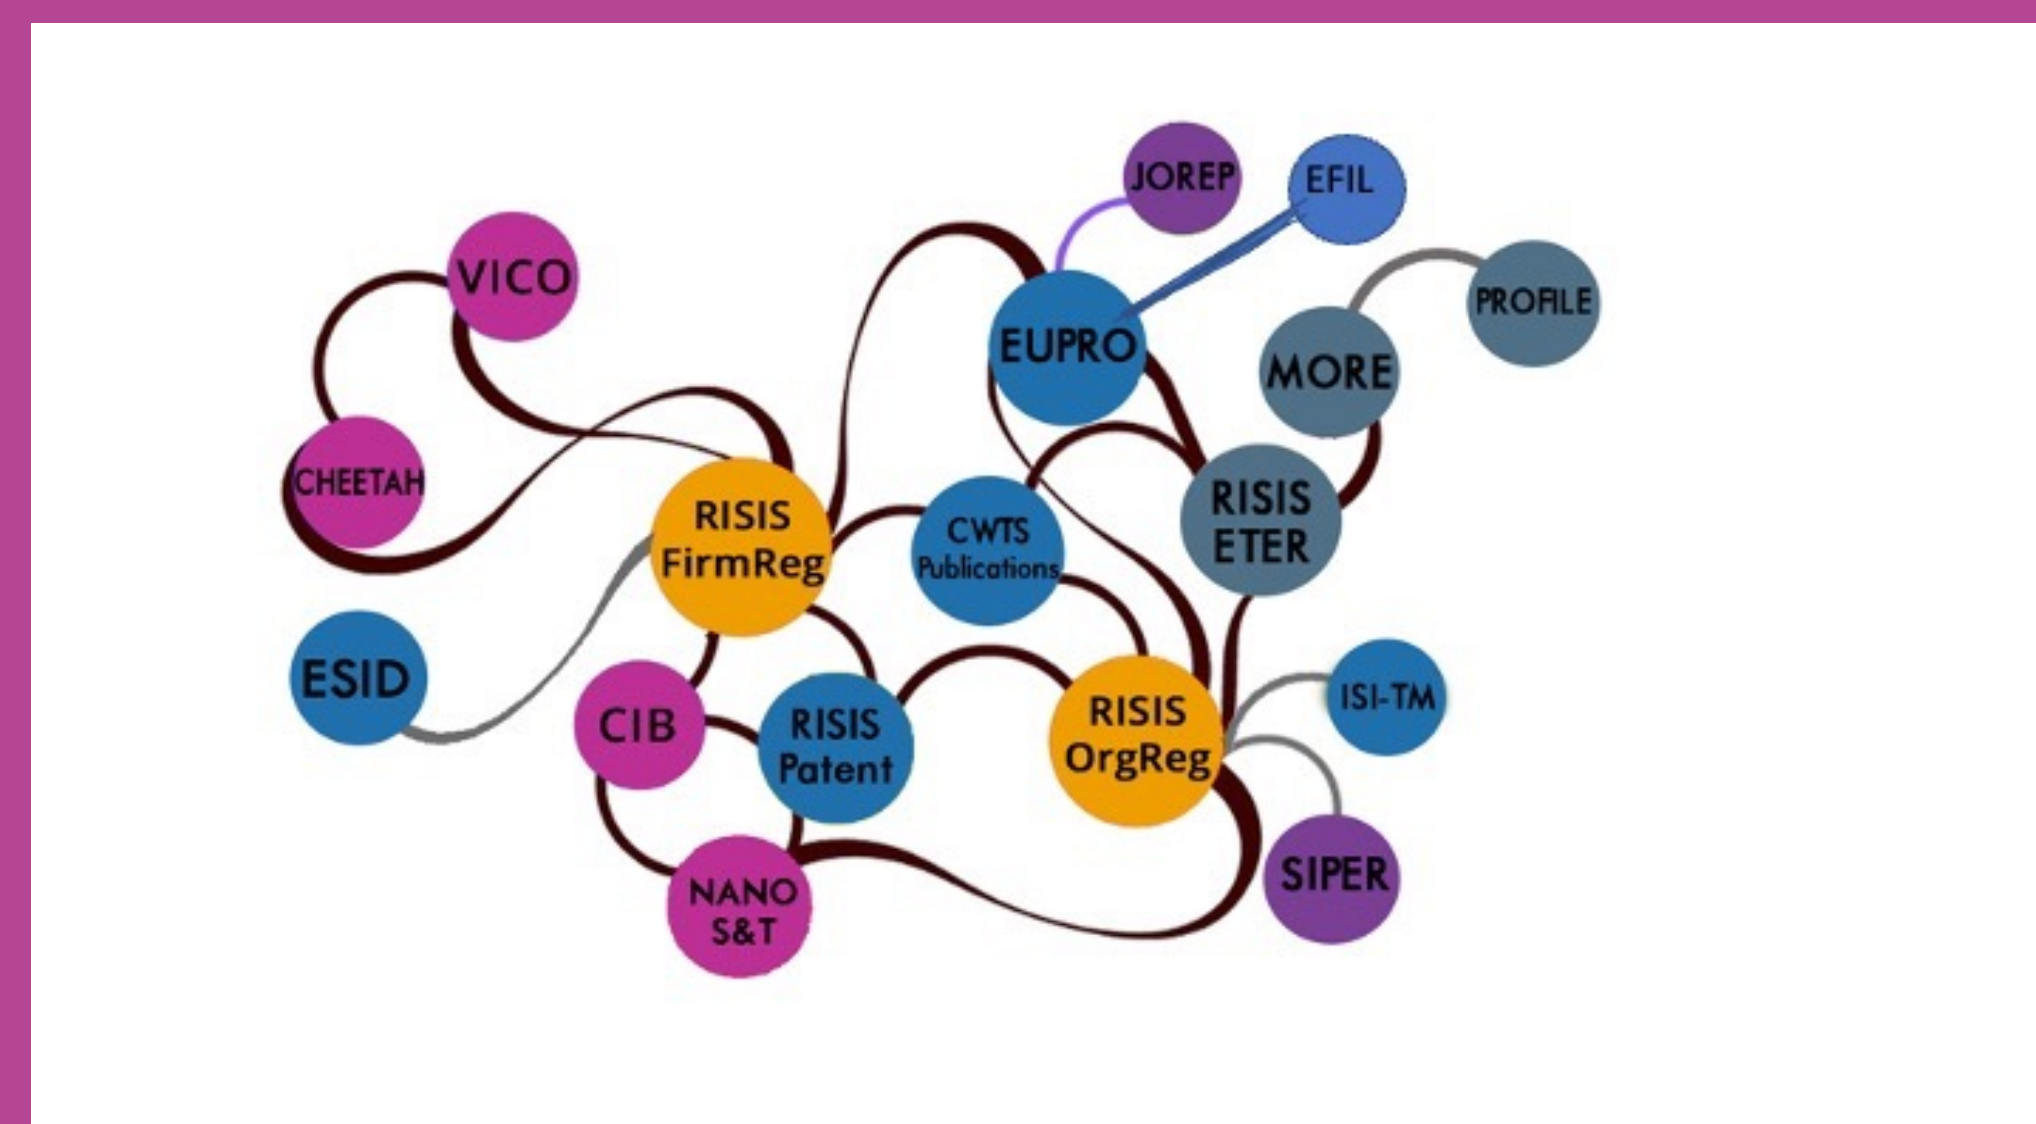 JOREP
EFIL
VICO
PROFILE
EUPRO
MORE
CHEETAH
RISIS
FirmReg
CWTS
Publications
RISIS
ETER
ESID
CIB
RISIS
Patent
RISIS
OrgReg
ISI-TM
NANO
S&T
SIPER